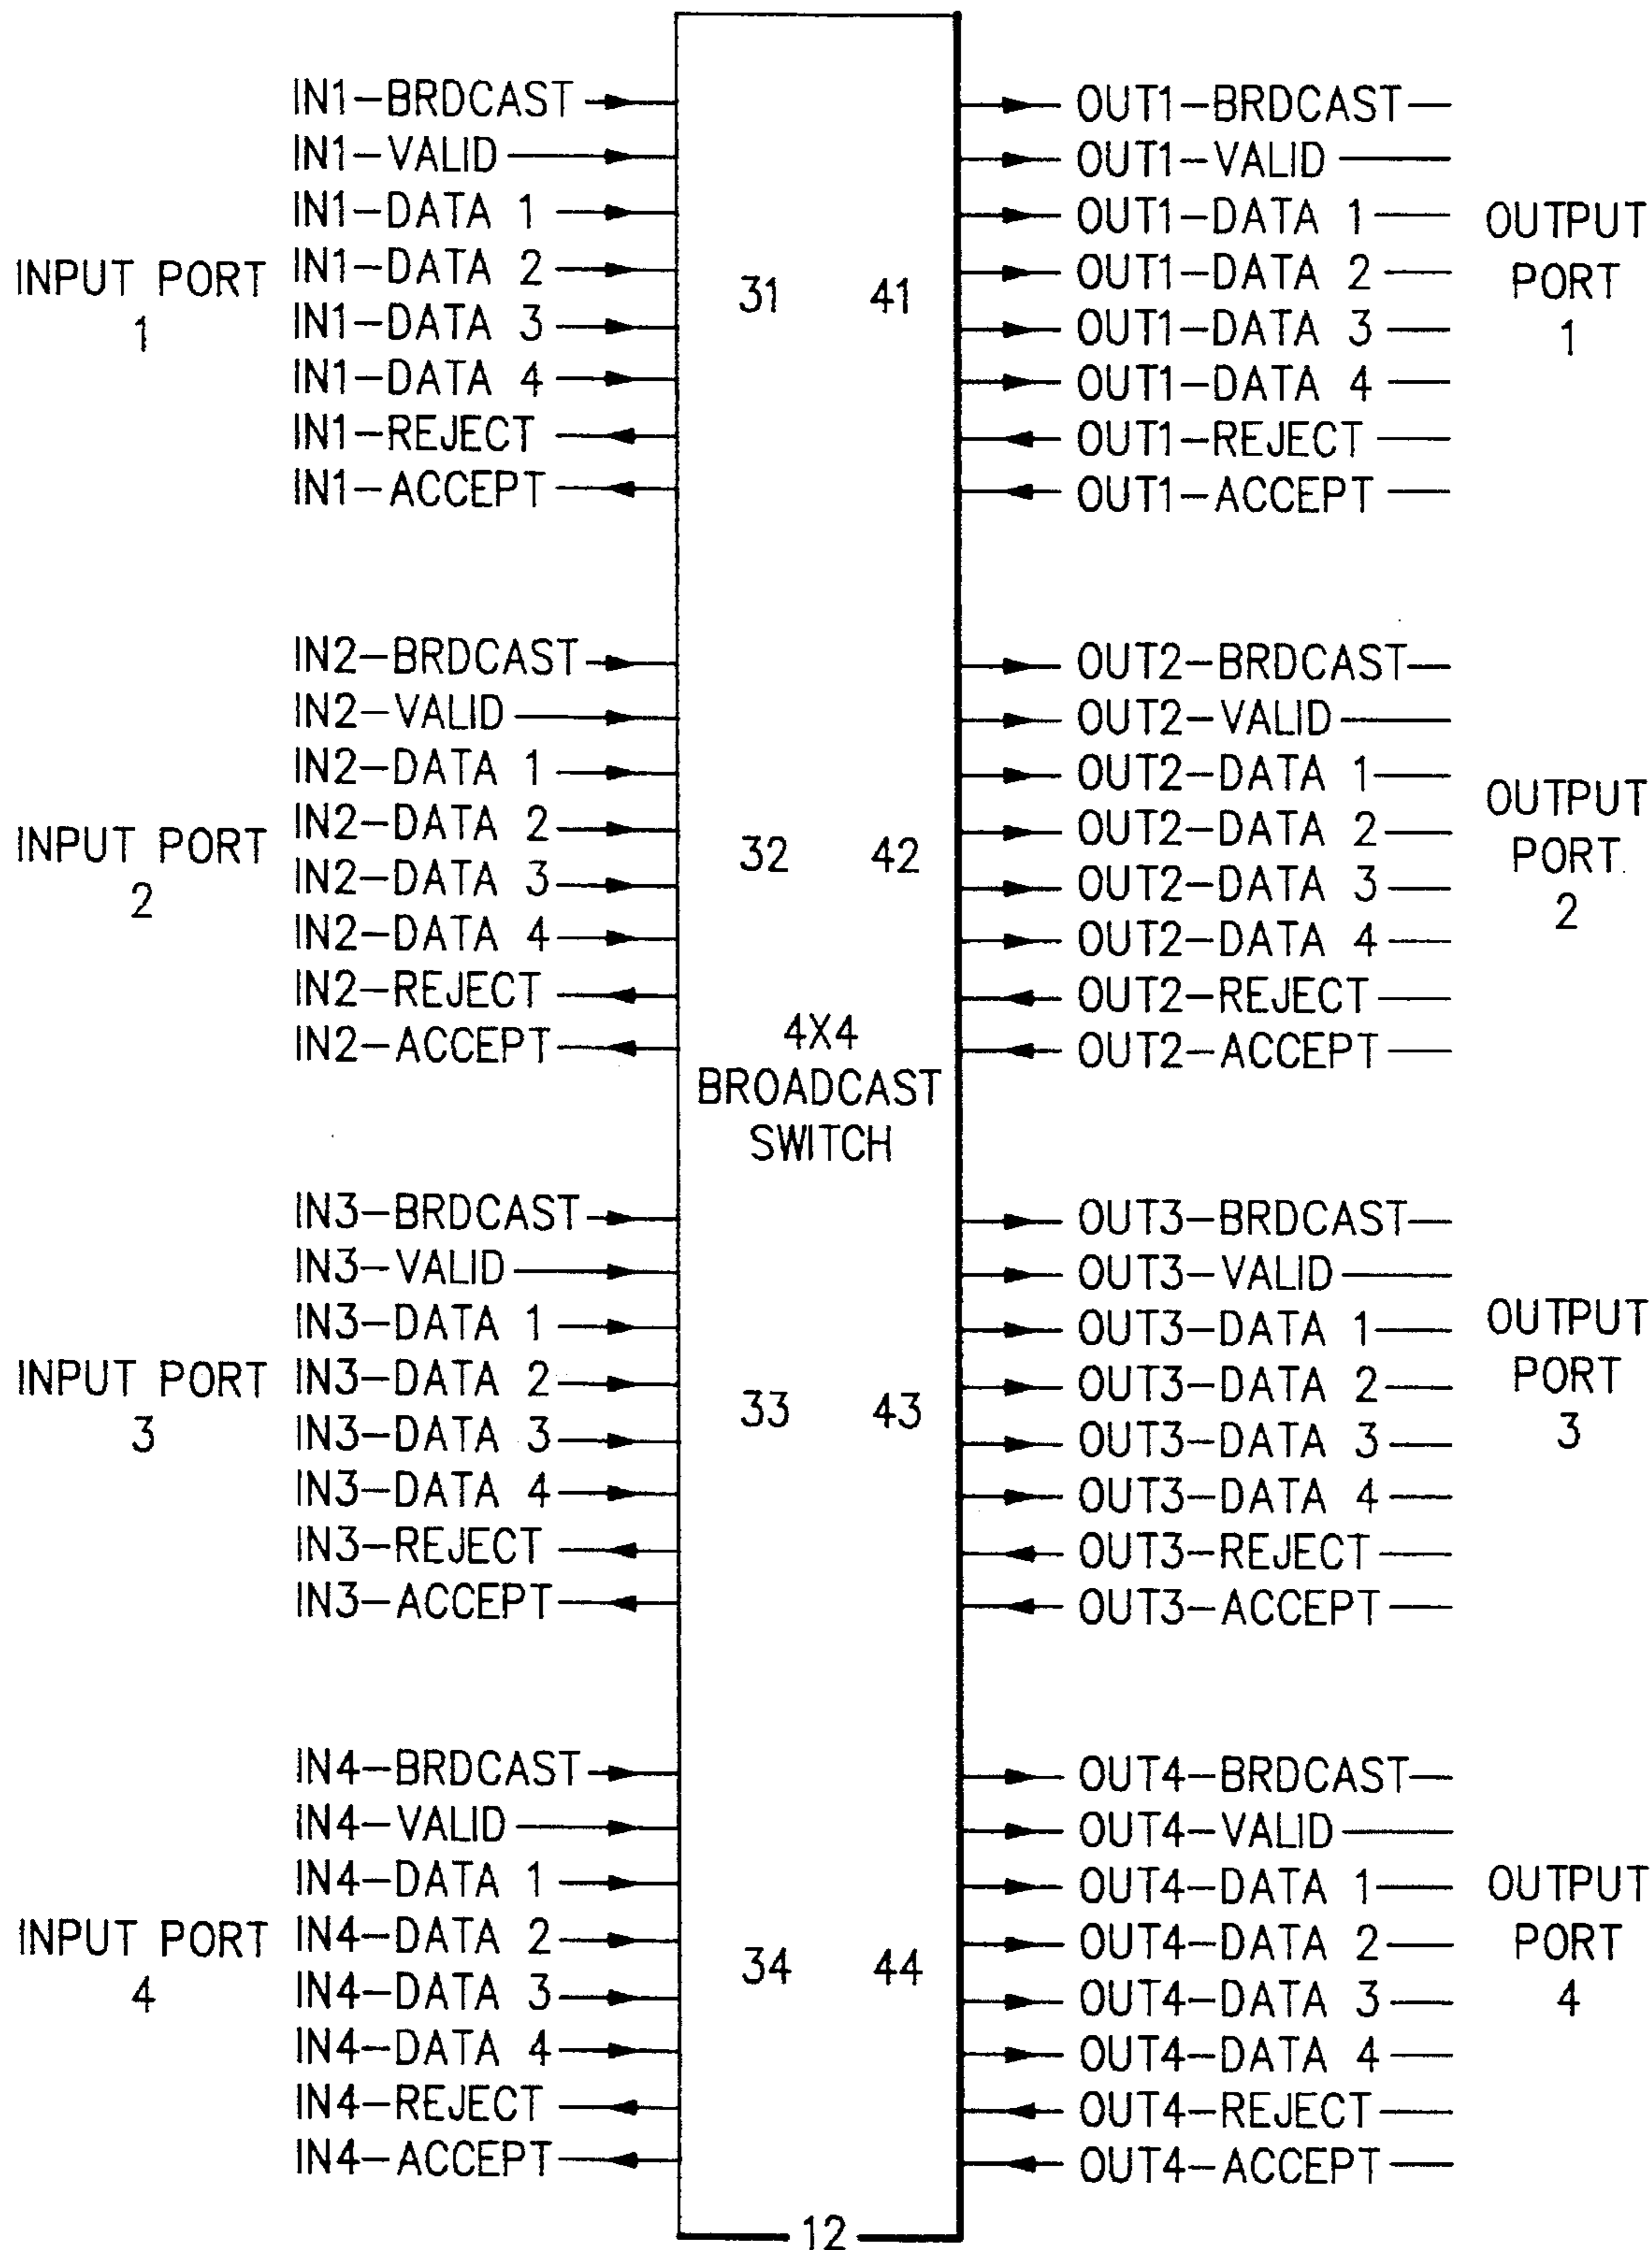 IN1-BRDCAST
IN1-VALID
IN1-DATA 1
IN1-DATA 2
IN1-DATA 3
IN1-DATA 4
IN1-REJECT
IN1-ACCEPT
INPUT PORT
1
31
41
OUT1-BRDCAST
OUT1-VALID
OUT1-DATA 1
OUT1-DATA 2
OUT1-DATA 3
OUT1-DATA 4
OUT1-REJECT
OUT1-ACCEPT
OUTPUT
PORT
1
IN2-BRDCAST
IN2-VALID
IN2-DATA 1
IN2-DATA 2
IN2-DATA 3
IN2-DATA 4
IN2-REJECT
IN2-ACCEPT
INPUT PORT
2
32
42
4X4
BROADCAST
SWITCH
OUT2-BRDCAST
OUT2-VALID
OUT2-DATA 1
OUT2-DATA 2
OUT2-DATA 3
OUT2-DATA 4
OUT2-REJECT
OUT2-ACCEPT
OUTPUT
PORT
2
IN3-BRDCAST
IN3-VALID
IN3-DATA 1
IN3-DATA 2
IN3-DATA 3
IN3-DATA 4
IN3-REJECT
IN3-ACCEPT
INPUT PORT
3
33
43
OUT3-BRDCAST
OUT3-VALID
OUT3-DATA 1
OUT3-DATA 2
OUT3-DATA 3
OUT3-DATA 4
OUT3-REJECT
OUT3-ACCEPT
OUTPUT
PORT
3
IN4-BRDCAST
IN4-VALID
IN4-DATA 1
IN4-DATA 2
IN4-DATA 3
IN4-DATA 4
IN4-REJECT
IN4-ACCEPT
INPUT PORT
4
34
44
OUT4-BRDCAST
OUT4-VALID
OUT4-DATA 1
OUT4-DATA 2
OUT4-DATA 3
OUT4-DATA 4
OUT4-REJECT
OUT4-ACCEPT
OUTPUT
PORT
4
12